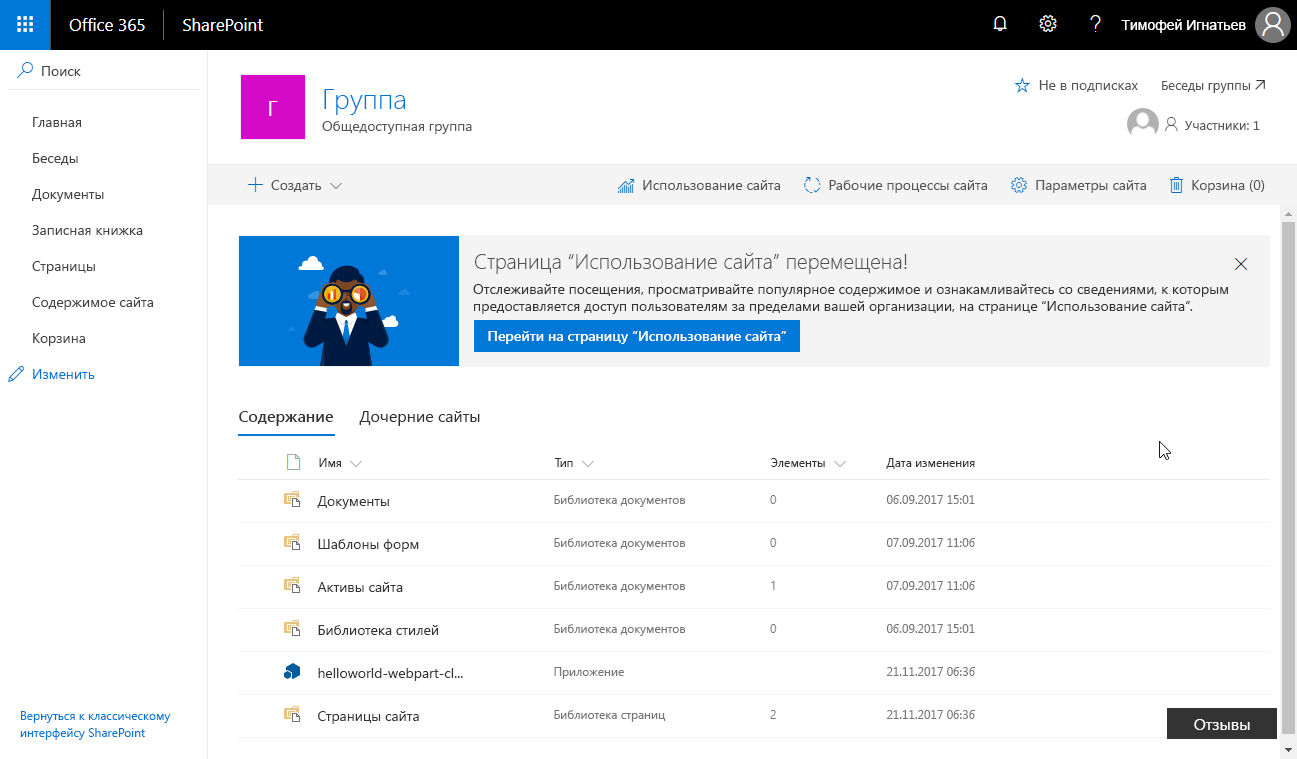 Office 365 SharePoint Тимофей Игнатьев
Поиск
Главная
Беседы
Документы
Записная книжка
Страницы
Содержимое сайта
Корзина
Изменить
Вернуться к классическому
интерфейсу SharePoint
Г
Группа
Общедоступная группа
Не в подписках Беседы группы
Участники: 1
Создать Использование сайта Рабочие процессы сайта Параметры сайта Корзина (0)
Страница “Использование сайта” перемещена!
Отслеживайте посещения, просматривайте популярное содержимое и ознакамливайтесь со сведениями, к которым
предоставляется доступ пользователям за пределами вашей организации, на странице “Использование сайта”.
Перейти на страницу “Использование сайта”
Содержание Дочерние сайты
Имя Тип Элементы Дата изменения
Документы Библиотека документов 0 06.09.2017 15:01
Шаблоны форм Библиотека документов 0 07.09.2017 11:06
Активы сайта Библиотека документов 1 07.09.2017 11:06
Библиотека стилей Библиотека документов 0 06.09.2017 15:01
helloworld-webpart-cl... Приложение 21.11.2017 06:36
Страницы сайта Библиотека страниц 2 21.11.2017 06:36
Отзывы